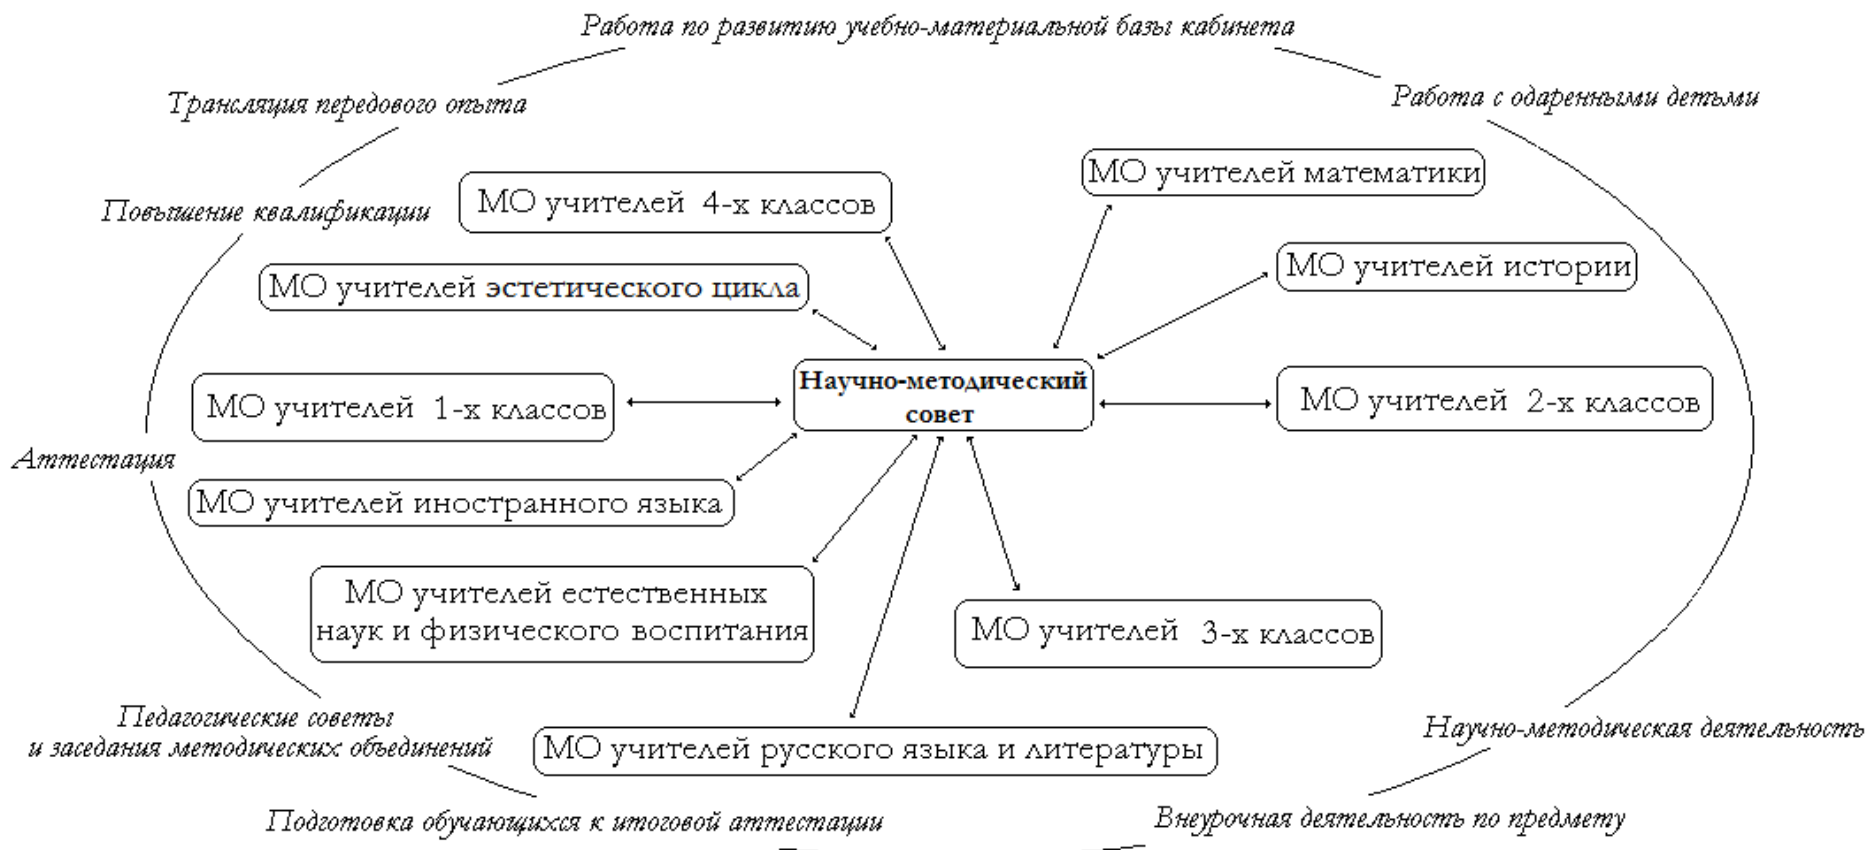 Работа по развитию учебно-материальной базы кабинета
Трансляция передового опыта
Работа с одаренными детьми
МО учителей математики
МО учителей 4-х классов
Повышение квалификации
МО учителей истории
МО учителей эстетического цикла
Научно-методический
совет
МО учителей 1-х классов
МО учителей 2-х классов
Аттестация
МО учителей иностранного языка
МО учителей естественных
наук и физического воспитания
МО учителей 3-х классов
Педагогические советы
и заседания методических объединений
Научно-методическая деятельность
МО учителей русского языка и литературы
Подготовка обучающихся к итоговой аттестации
Внеурочная деятельность по предмету